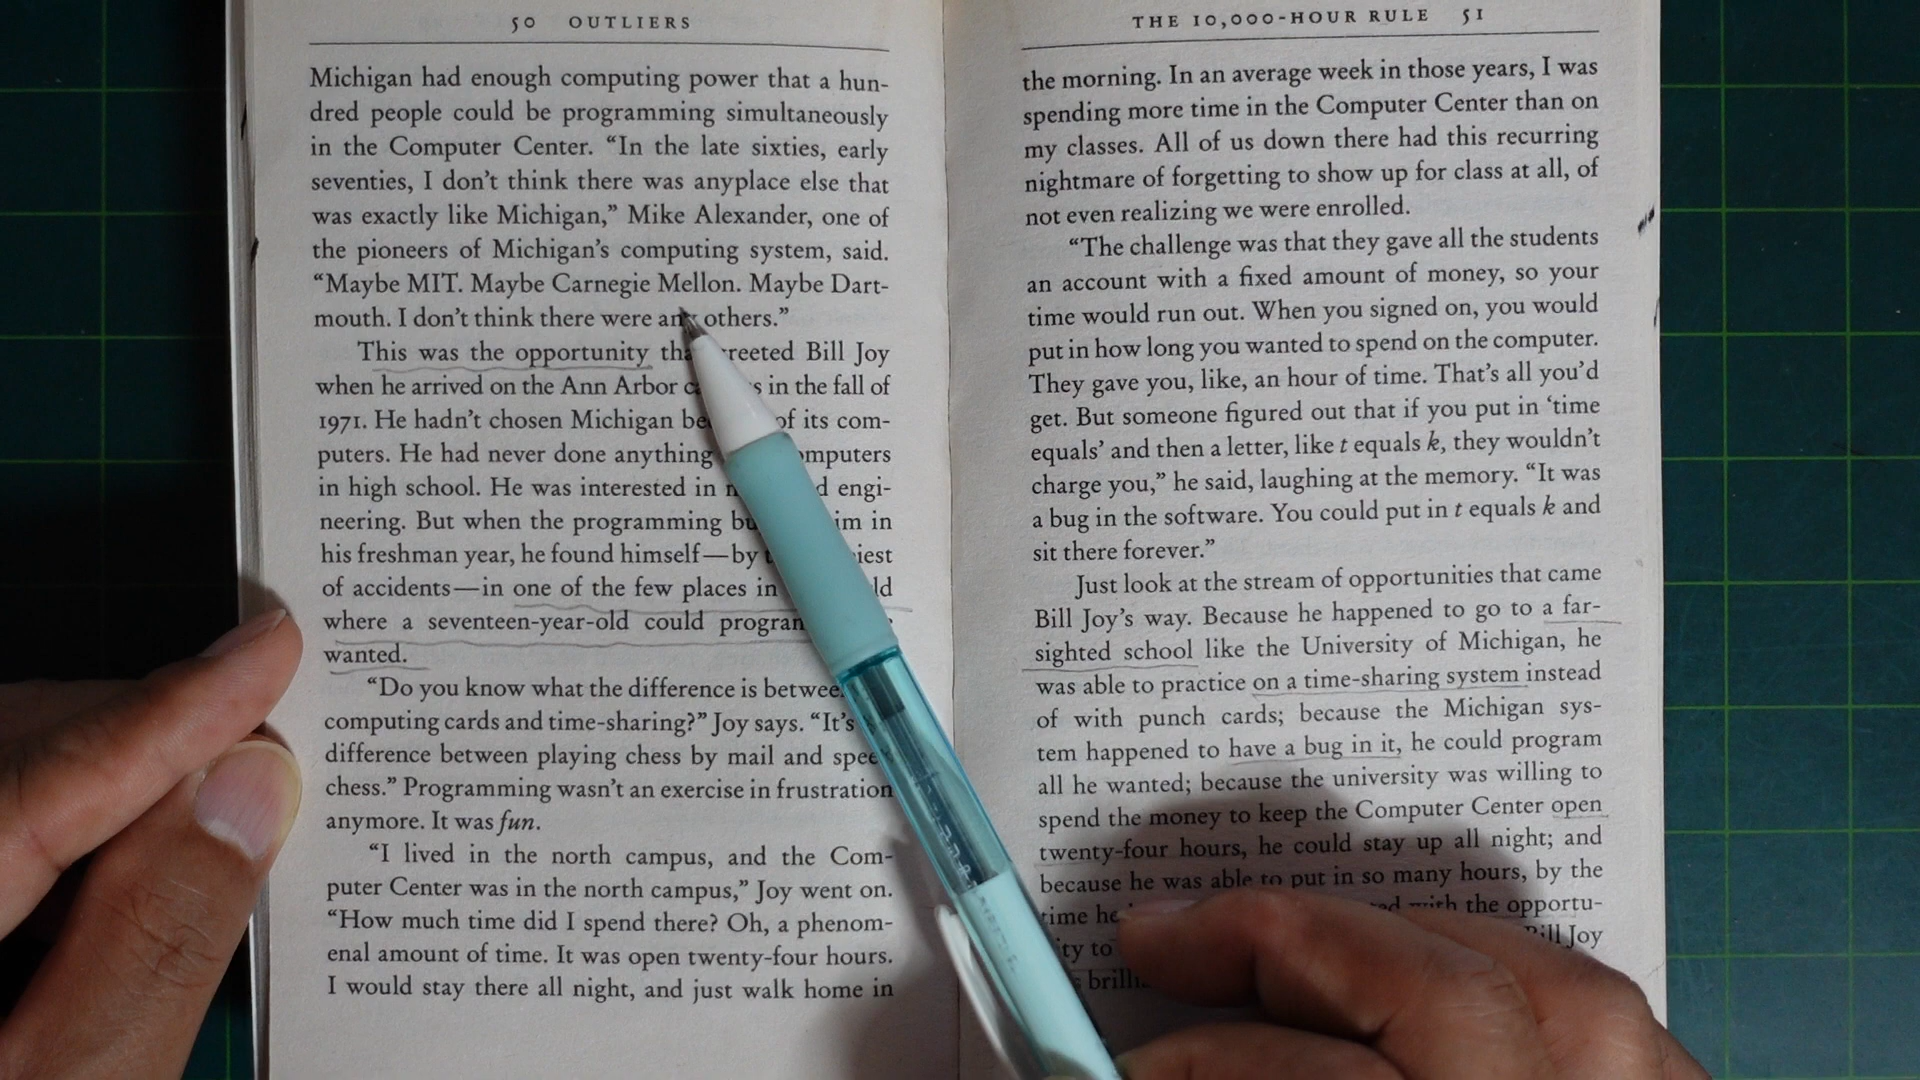 50 OUTLIERS
Michigan had enough computing power that a hun-
dred people could be programming simultaneously
in the Computer Center. “In the late sixties, early
seventies, I don’t think there was anyplace else that
was exactly like Michigan,” Mike Alexander, one of
the pioneers of Michigan’s computing system, said.
“Maybe MIT. Maybe Carnegie Mellon. Maybe Dart-
mouth. I don’t think there were any others.”
This was the opportunity Bill Joy
when he arrived on the Ann Arbor in the fall of
1971. He hadn’t chosen Michigan of its com-
puters. He had never done anything
in high school. He was interested in engi-
neering. But when the programming in
his freshman year, he found himself—by
of accidents—in one of the few places in
where a seventeen-year-old could
wanted.
“Do you know what the difference is
computing cards and time-sharing?” Joy says. “It’s
difference between playing chess by mail and
chess.” Programming wasn’t an exercise in frustration
anymore. It was fun.
“I lived in the north campus, and the Com-
puter Center was in the north campus,” Joy went on.
“How much time did I spend there? Oh, a phenom-
enal amount of time. It was open twenty-four hours.
I would stay there all night, and just walk home in
THE 10,000-HOUR RULE 51
the morning. In an average week in those years, I was
spending more time in the Computer Center than on
my classes. All of us down there had this recurring
nightmare of forgetting to show up for class at all, of
not even realizing we were enrolled.
“The challenge was that they gave all the students
an account with a fixed amount of money, so your
time would run out. When you signed on, you would
put in how long you wanted to spend on the computer.
They gave you, like, an hour of time. That’s all you’d
get. But someone figured out that if you put in ‘time
equals’ and then a letter, like t equals k, they wouldn’t
charge you,” he said, laughing at the memory. “It was
a bug in the software. You could put in t equals k and
sit there forever.”
Just look at the stream of opportunities that came
Bill Joy’s way. Because he happened to go to a far-
sighted school like the University of Michigan, he
was able to practice on a time-sharing system instead
of with punch cards; because the Michigan sys-
tem happened to have a bug in it, he could program
all he wanted; because the university was willing to
spend the money to keep the Computer Center open
twenty-four hours, he could stay up all night; and
because he was able to put in so many hours, by the
time he with the opportu-
to Bill Joy